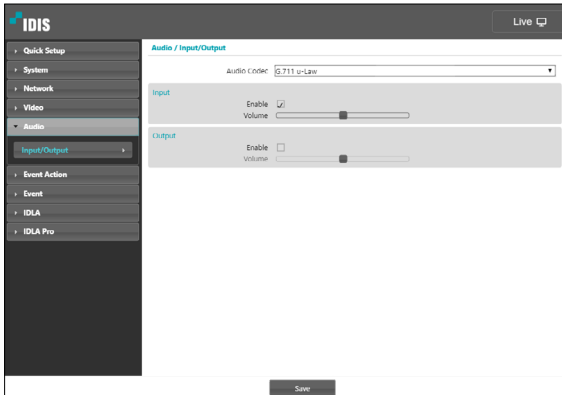 IDIS
Live
Quick Setup
System
Network
Video
Audio
Input/Output
Event Action
Event
IDLA
IDLA Pro
Audio / Input/Output
Audio Codec G.711 u-Law
Input
Enable
Volume
Output
Enable
Volume
Save